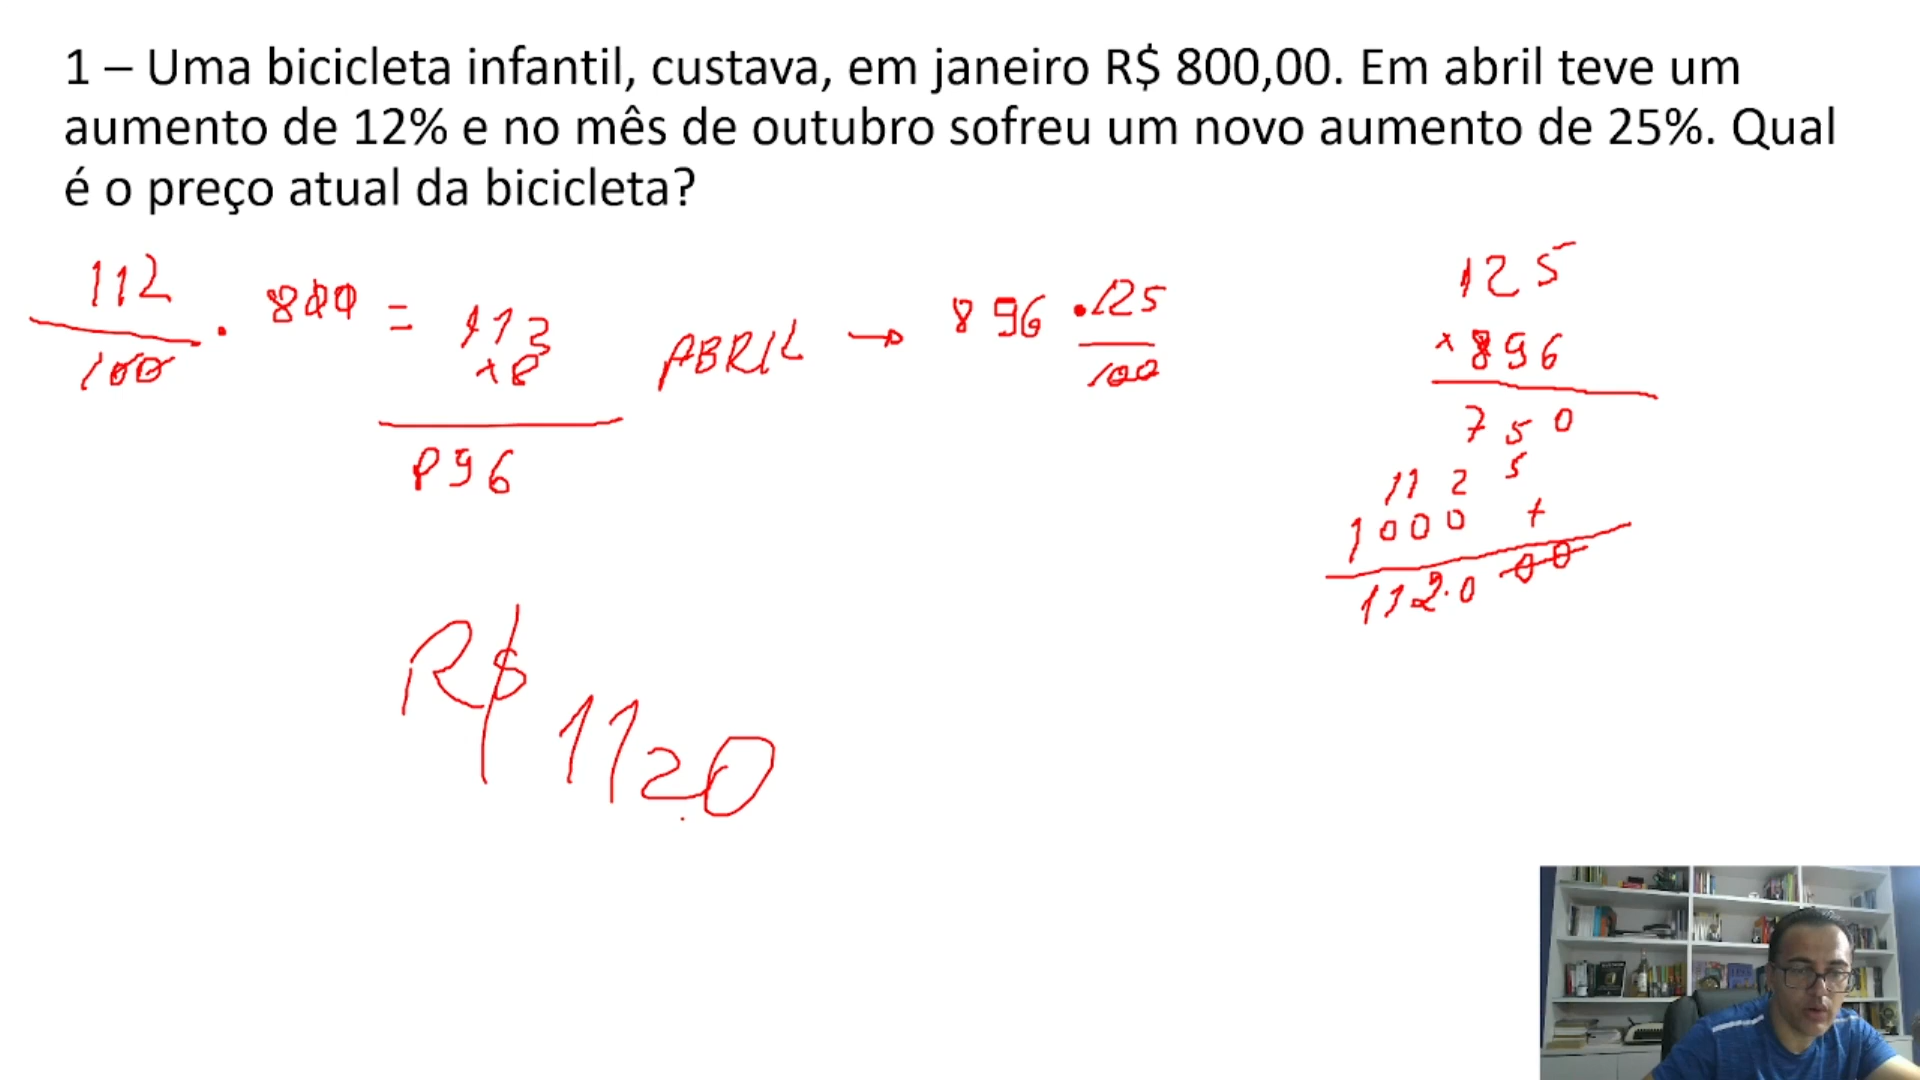 1 – Uma bicicleta infantil, custava, em janeiro R$ 800,00. Em abril teve um
aumento de 12% e no mês de outubro sofreu um novo aumento de 25%. Qual
é o preço atual da bicicleta?
112
100
. 800 =
112
×8
896
ABRIL → 896 . 125
100
125
×896
750
1125
1000 +
112.000
R$ 1120